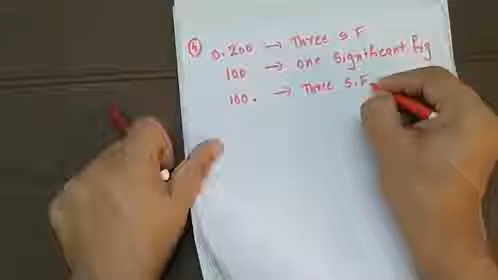 ④ 0.200 → Three S.F
100 → one significant fig
100. → Three S.F